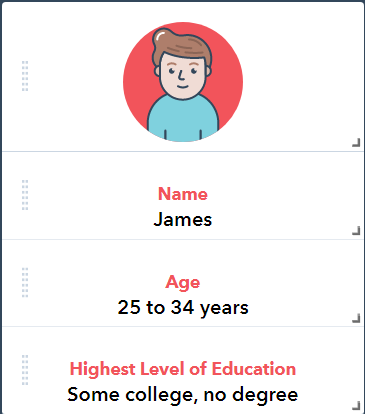 Name
James
Age
25 to 34 years
Highest Level of Education
Some college, no degree